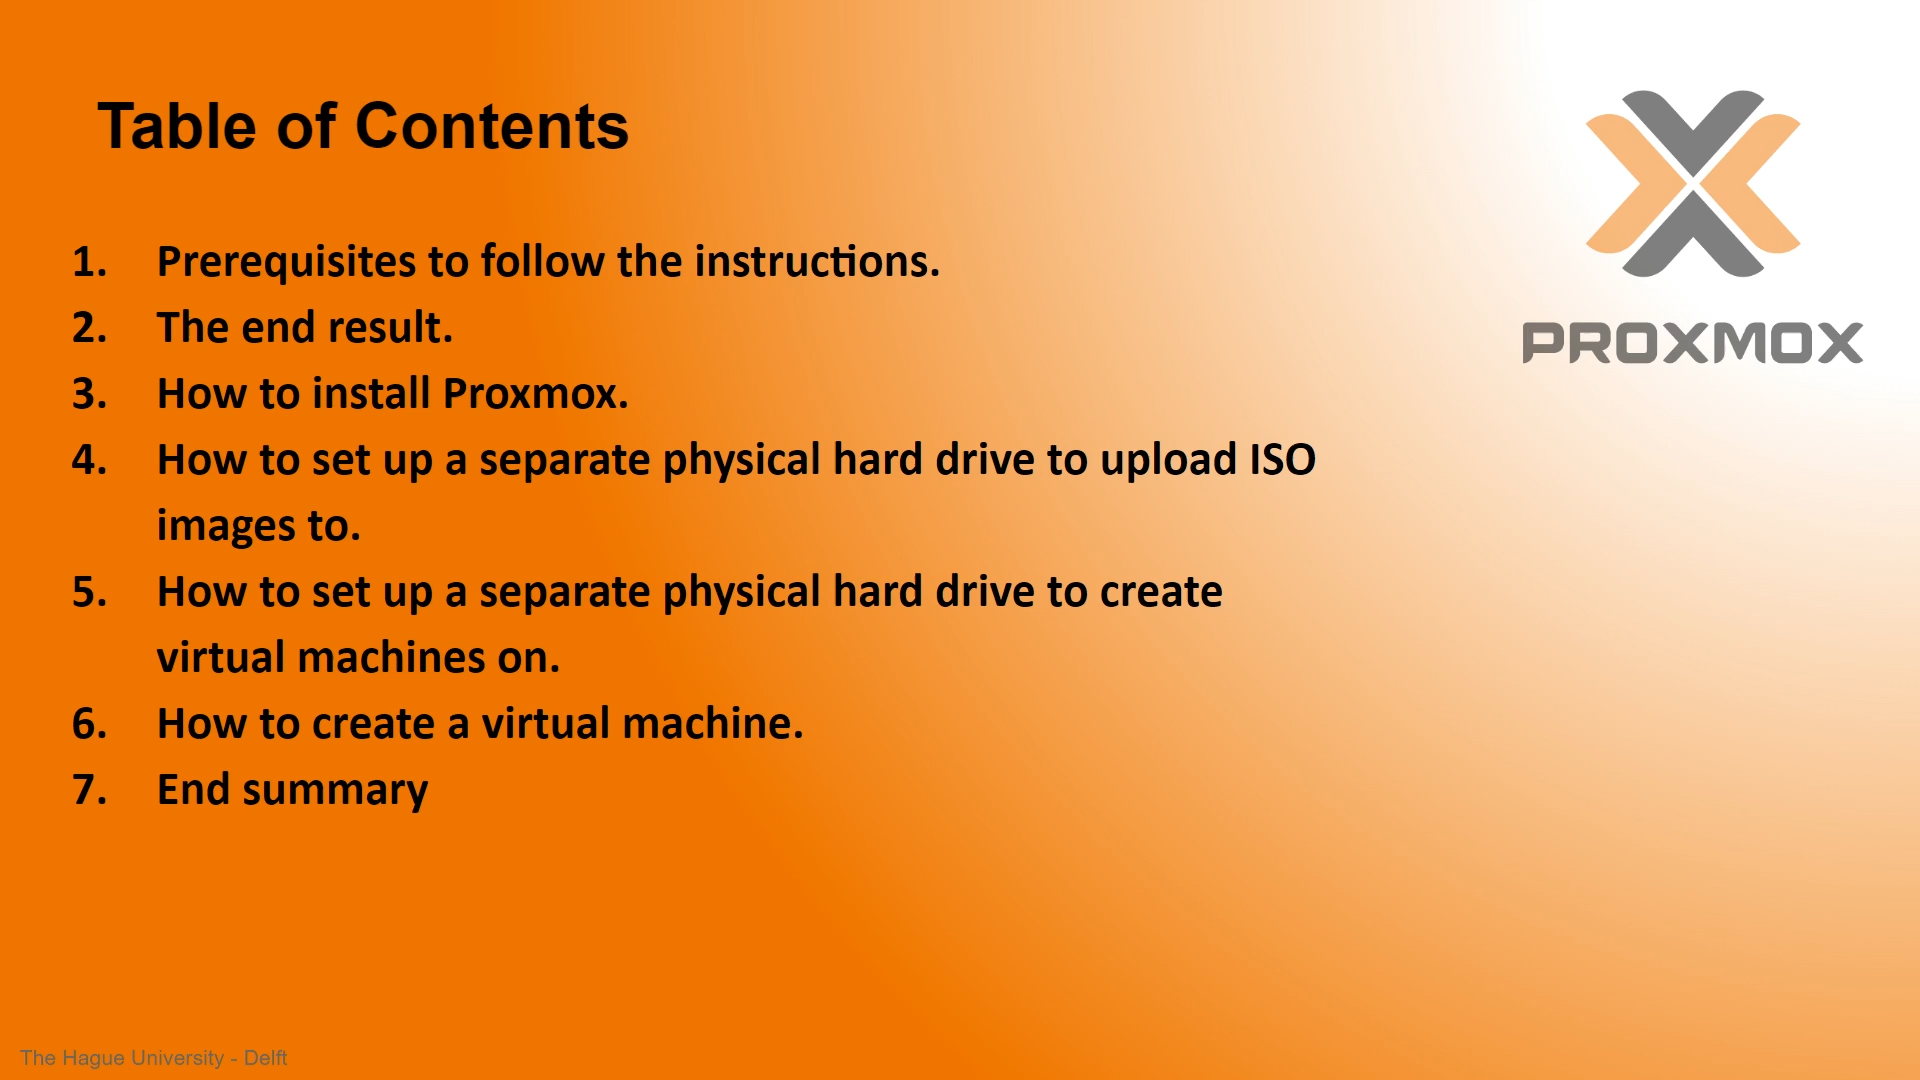 Table of Contents
PROXMOX
1. Prerequisites to follow the instructions.
2. The end result.
3. How to install Proxmox.
4. How to set up a separate physical hard drive to upload ISO
images to.
5. How to set up a separate physical hard drive to create
virtual machines on.
6. How to create a virtual machine.
7. End summary
The Hague University - Delft